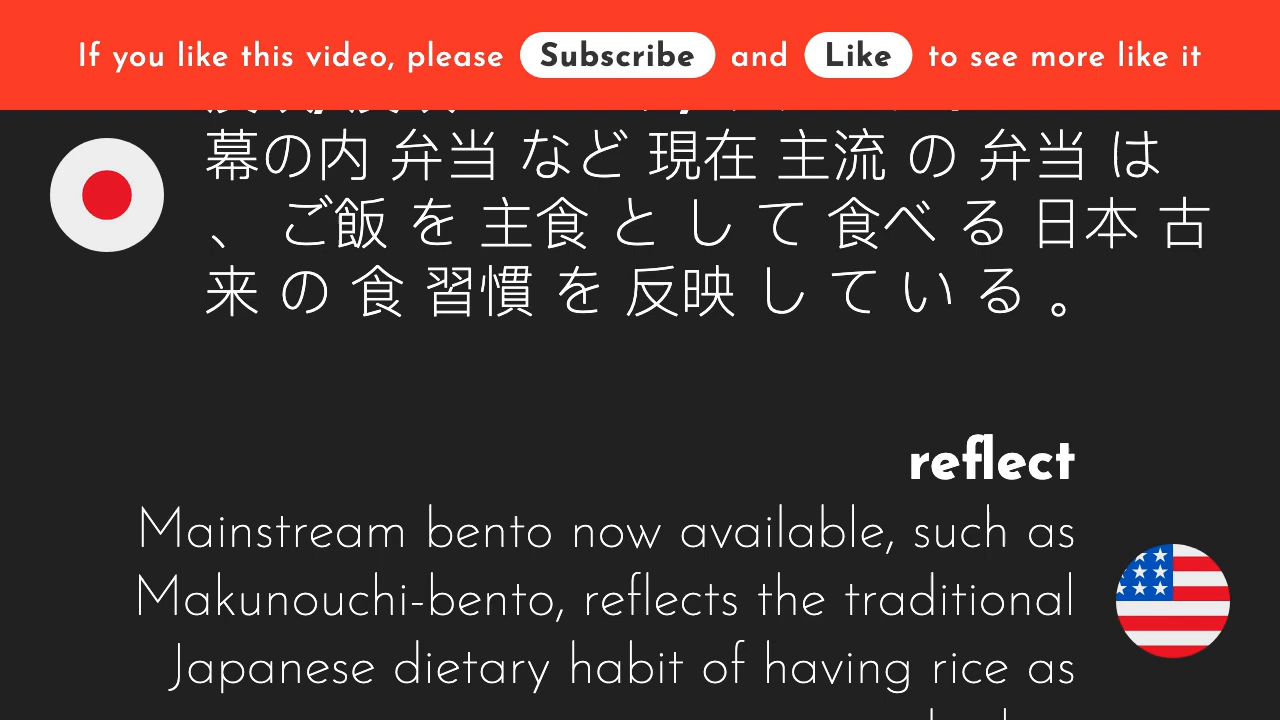 If you like this video, please Subscribe and Like to see more like it
幕の内 弁当 など 現在 主流 の 弁当 は
、 ご飯 を 主食 と し て 食べ る 日本 古
来 の 食 習慣 を 反映 し て い る 。
reflect
Mainstream bento now available, such as
Makunouchi-bento, reflects the traditional
Japanese dietary habit of having rice as